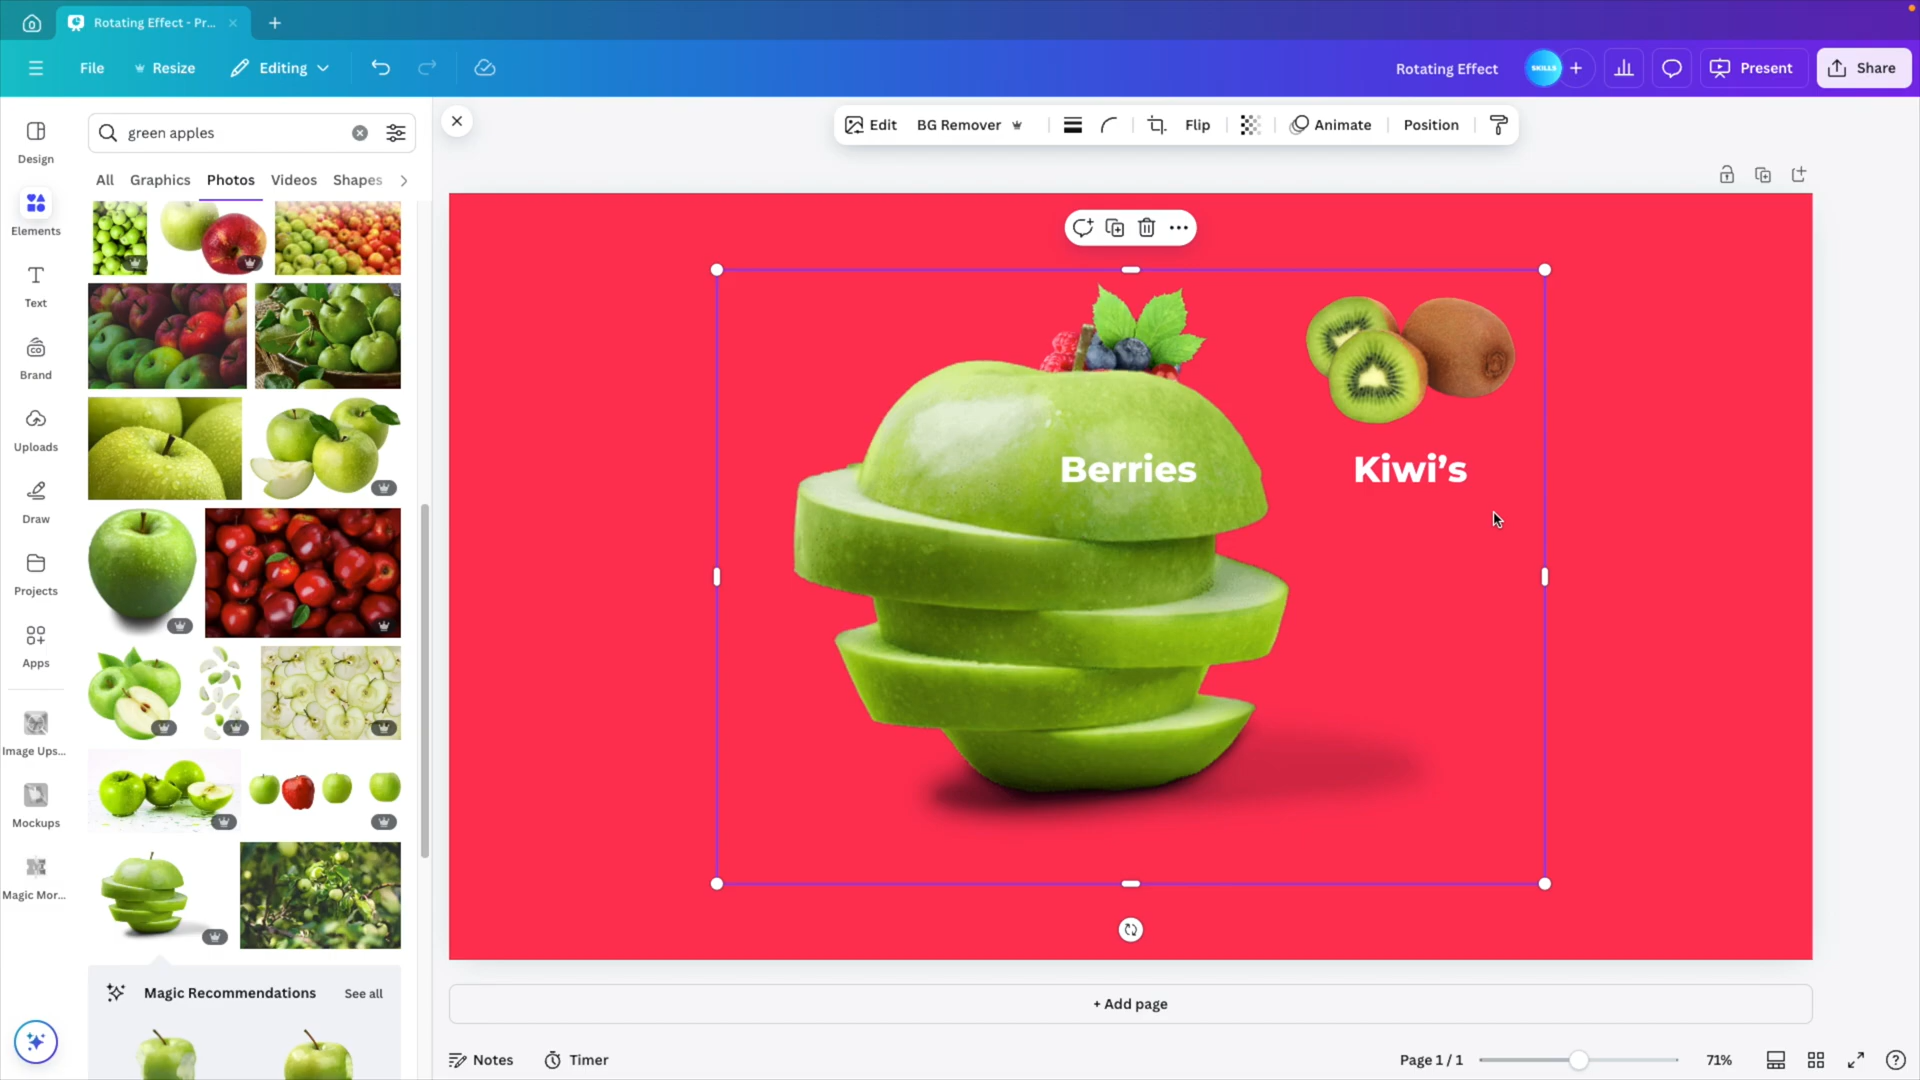 Rotating Effect - Pr...
File
Resize
Editing
Rotating Effect
SKILLS
Present
Share
Design
Elements
Text
Brand
Uploads
Draw
Projects
Apps
Image Ups...
Mockups
Magic Mor...
green apples
All
Graphics
Photos
Videos
Shapes
Magic Recommendations
See all
Edit
BG Remover
Flip
Animate
Position
Berries
Kiwi’s
+ Add page
Notes
Timer
Page 1 / 1
71%